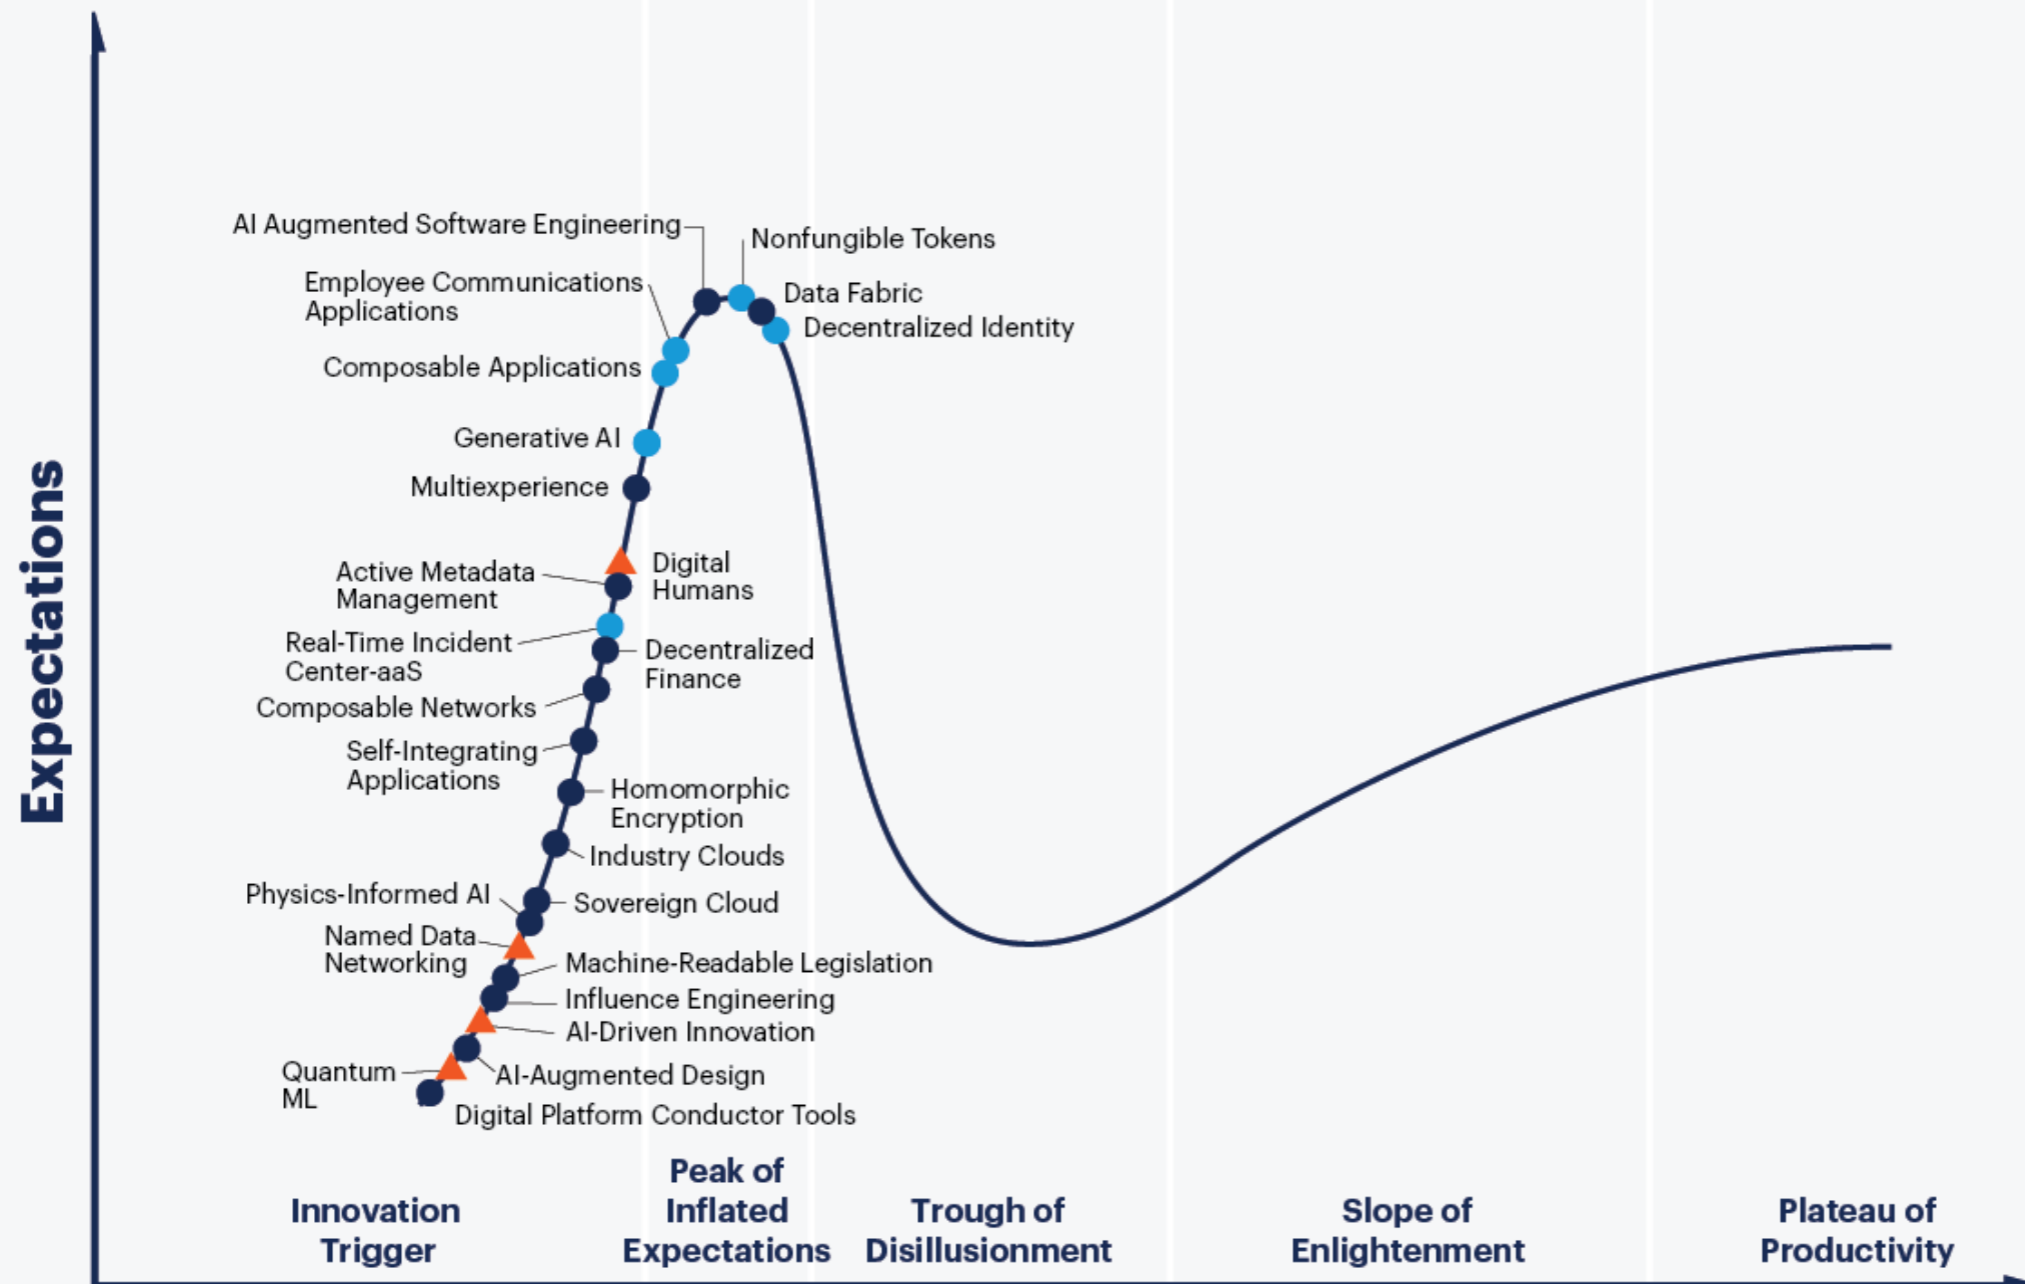 AI Augmented Software Engineering
Nonfungible Tokens
Employee Communications
Applications
Data Fabric
Decentralized Identity
Composable Applications
Generative AI
Multiexperience
Digital
Humans
Active Metadata
Management
Real-Time Incident
Center-aaS
Decentralized
Finance
Composable Networks
Self-Integrating
Applications
Homomorphic
Encryption
Industry Clouds
Physics-Informed AI
Sovereign Cloud
Named Data
Networking
Machine-Readable Legislation
Influence Engineering
AI-Driven Innovation
Quantum
ML
AI-Augmented Design
Digital Platform Conductor Tools
Expectations
Innovation
Trigger
Peak of
Inflated
Expectations
Trough of
Disillusionment
Slope of
Enlightenment
Plateau of
Productivity